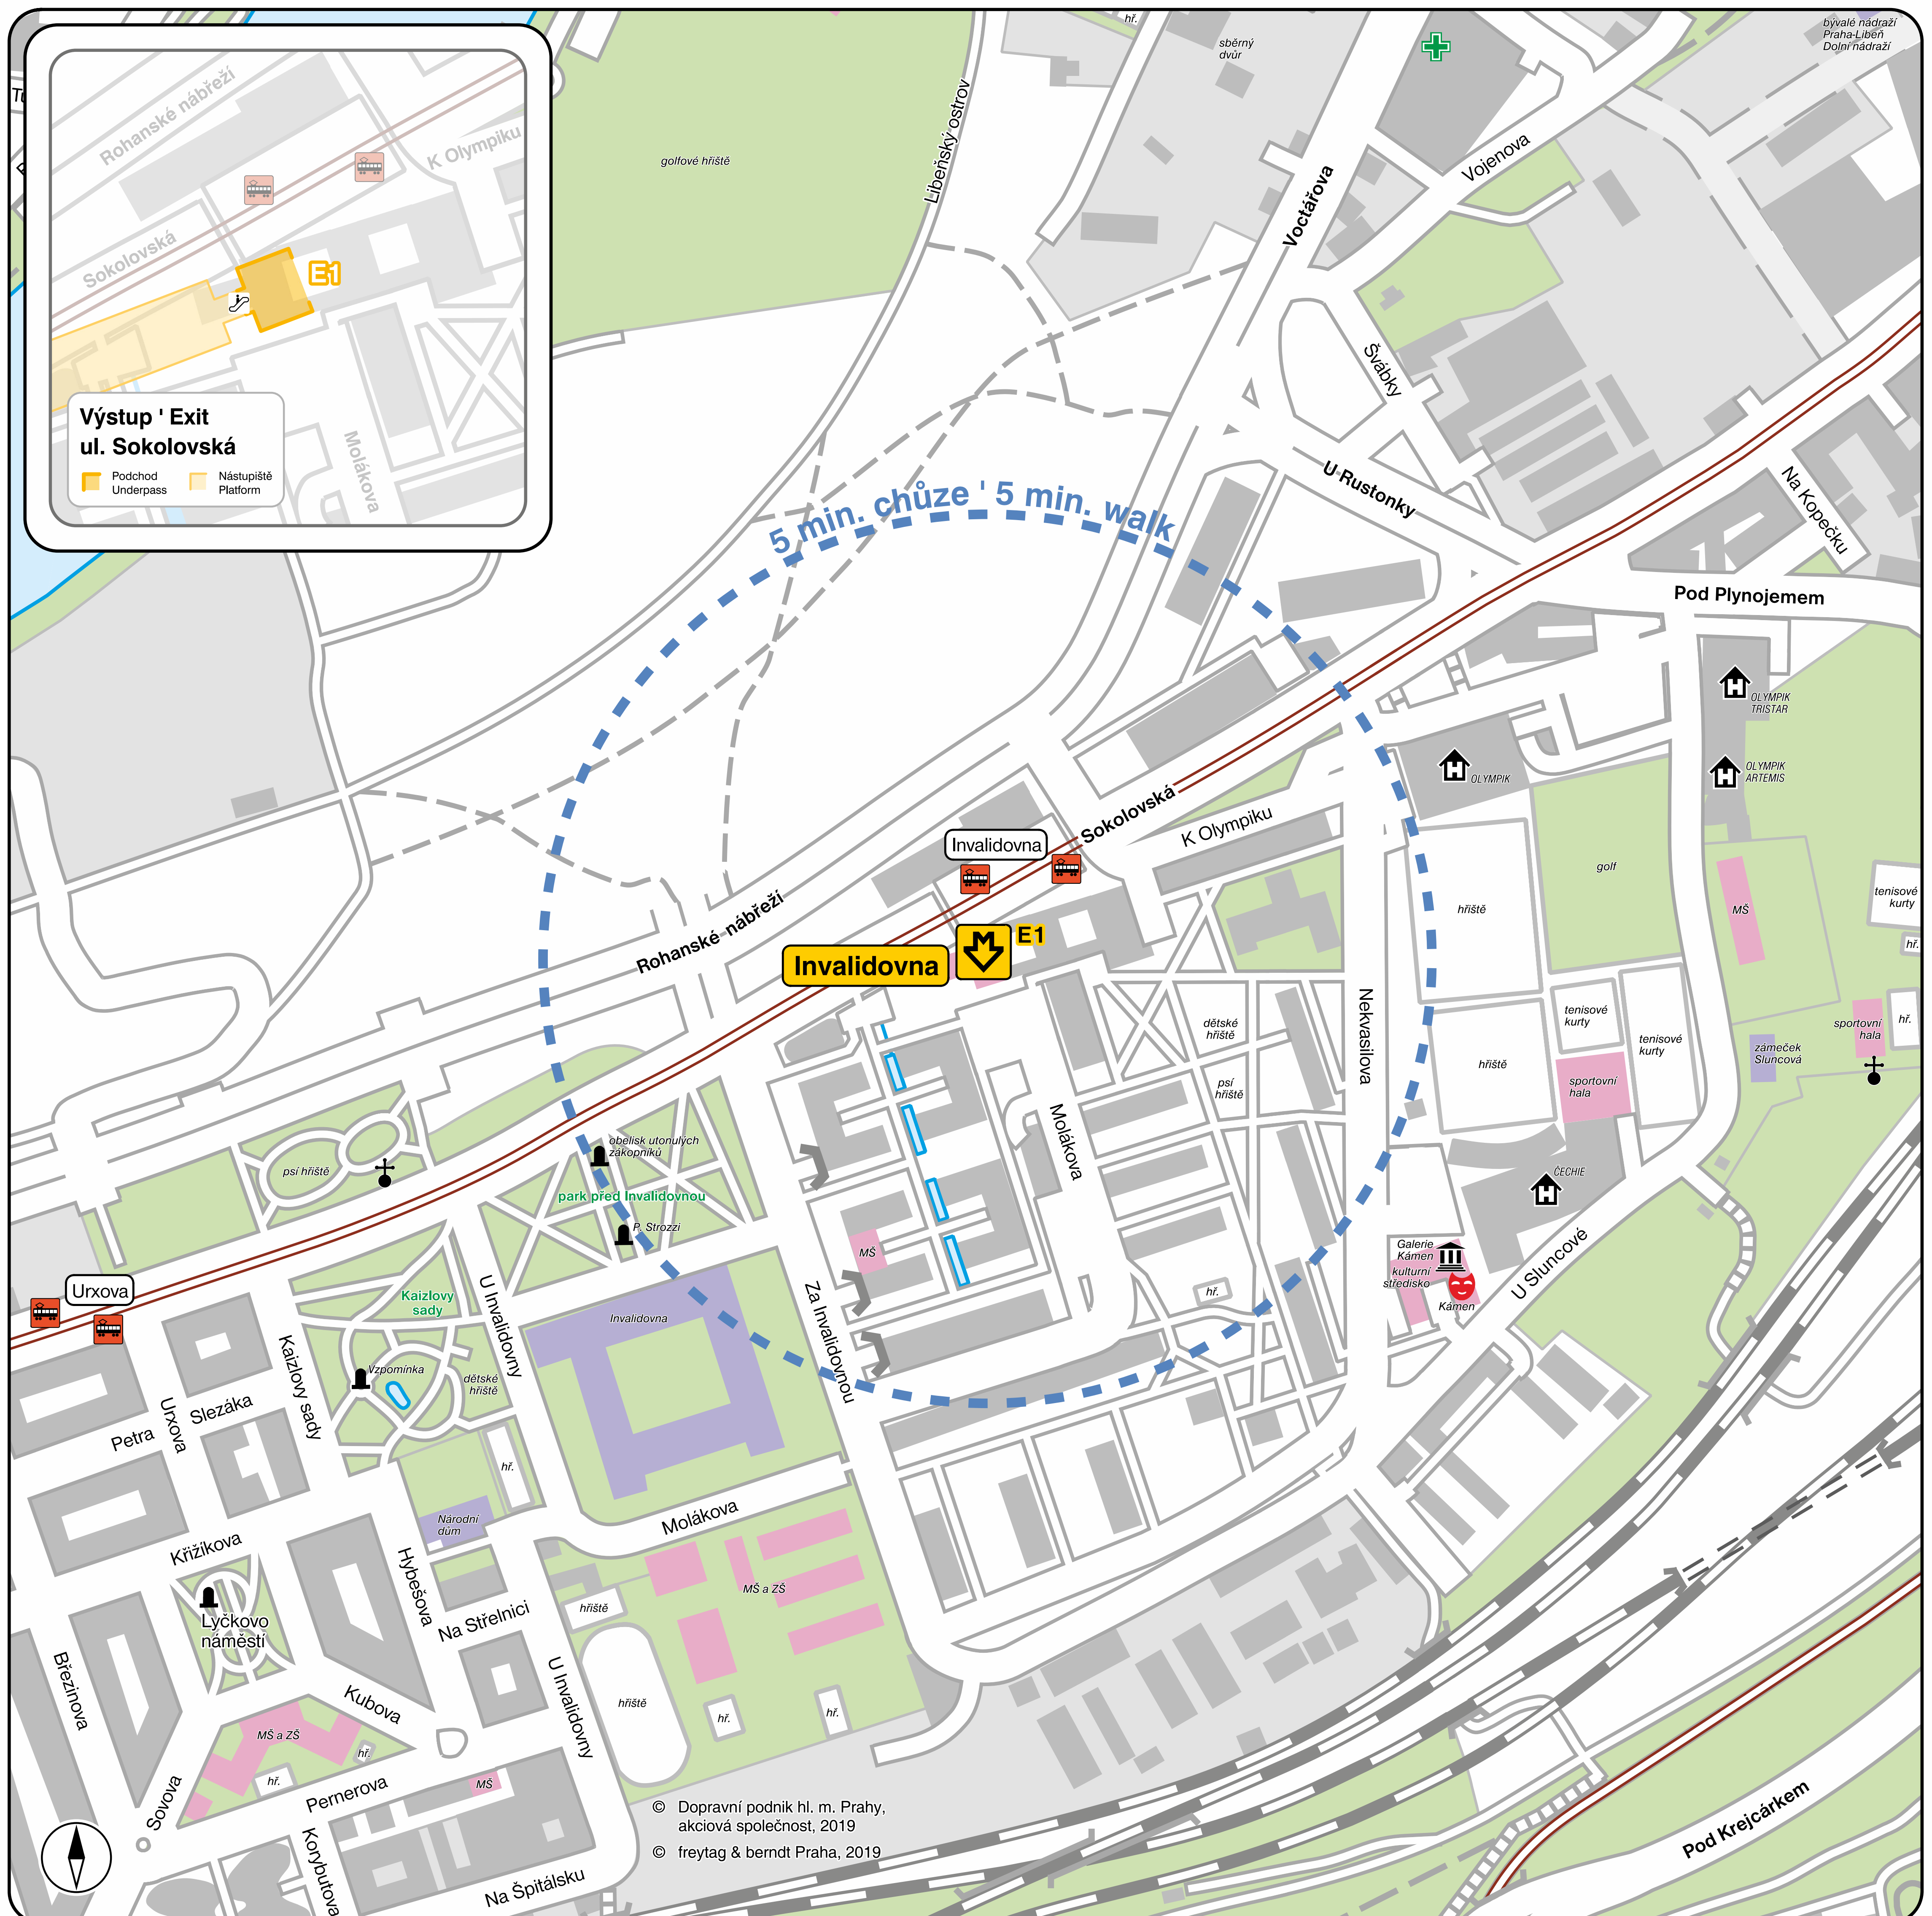 Rohanské nábřeží
K Olympiku
Sokolovská
E1
Výstup ' Exit
ul. Sokolovská
Podchod
Underpass
Nástupiště
Platform
Molákova
golfové hřiště
Libeňský ostrov
hř.
sběrný
dvůr
Voctářova
Vojenova
bývalé nádraží
Praha-Libeň
Dolní nádraží
Švábky
U Rustonky
Na Kopečku
Pod Plynojemem
5 min. chůze ' 5 min. walk
OLYMPIK
TRISTAR
OLYMPIK
ARTEMIS
OLYMPIK
Sokolovská
K Olympiku
Invalidovna
Rohanské nábřeží
Invalidovna
E1
golf
hřiště
MŠ
tenisové
kurty
hř.
Nekvasilova
dětské
hřiště
psí
hřiště
hřiště
tenisové
kurty
tenisové
kurty
sportovní
hala
zámeček
Sluncová
sportovní
hala
hř.
Molákova
obelisk utonulých
zákopníků
park před Invalidovnou
P. Strozzi
psí hřiště
MŠ
ČECHIE
Galerie
Kámen
kulturní
středisko
Kámen
U Sluncové
hř.
Urxova
Kaizlovy
sady
U Invalidovny
Invalidovna
Za Invalidovnou
Kaizlovy sady
Vzpomínka
dětské
hřiště
Urxova
Petra Slezáka
hř.
Národní
dům
Molákova
Křižíkova
Hybešova
Lyčkovo
náměstí
Na Střelnici
hřiště
MŠ a ZŠ
hřiště
hř.
hř.
U Invalidovny
Březinova
Kubova
MŠ a ZŠ
hř.
hř.
Sovova
Pernerova
MŠ
Korybutova
Na Špitálsku
© Dopravní podnik hl. m. Prahy,
akciová společnost, 2019
© freytag & berndt Praha, 2019
Pod Krejcárkem